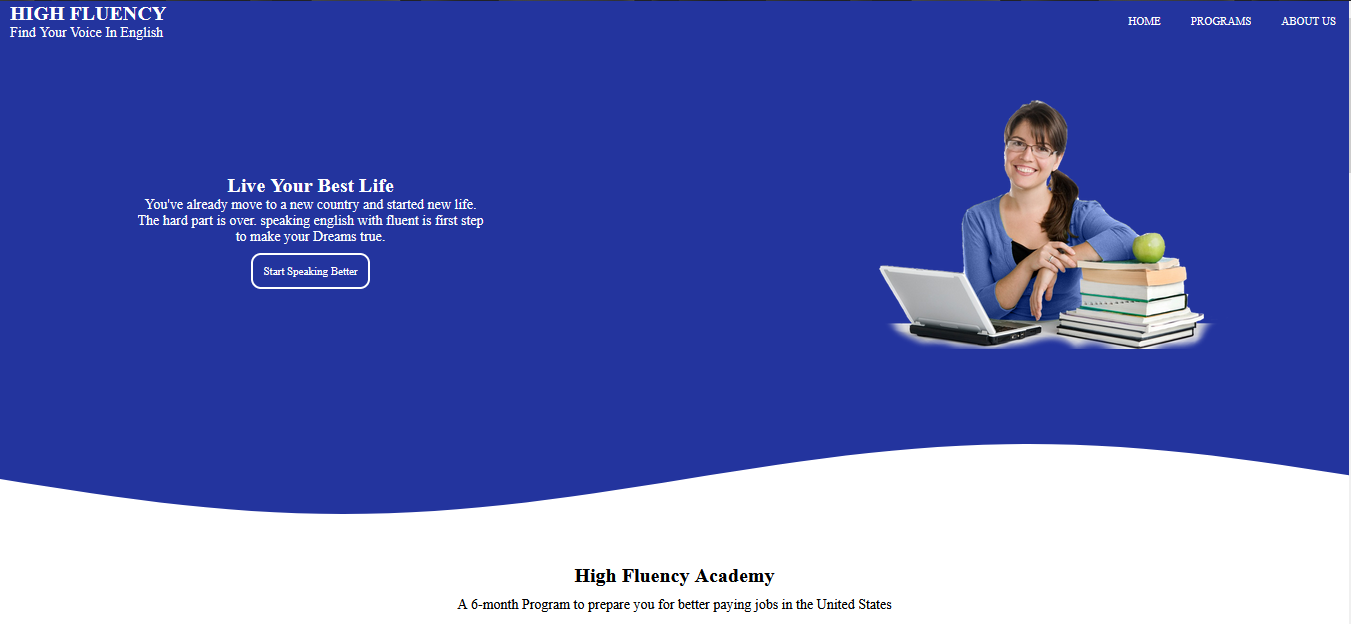 HIGH FLUENCY
Find Your Voice In English
HOME PROGRAMS ABOUT US
Live Your Best Life
You've already move to a new country and started new life.
The hard part is over. speaking english with fluent is first step
to make your Dreams true.
Start Speaking Better
High Fluency Academy
A 6-month Program to prepare you for better paying jobs in the United States